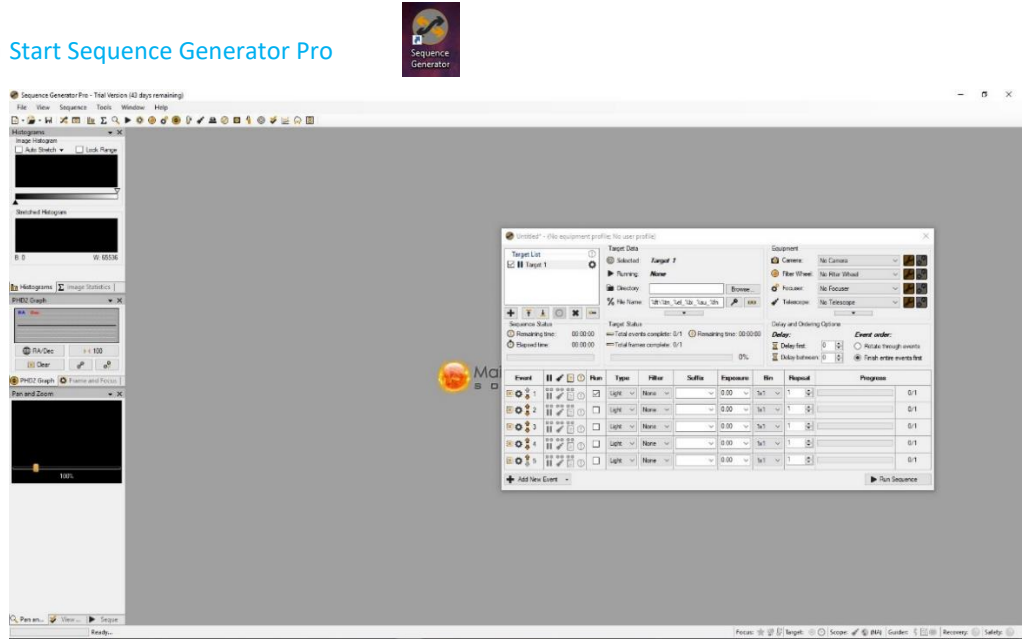 Start Sequence Generator Pro
Sequence
Generator
Sequence Generator Pro - Trial Version (43 days remaining)
File View Sequence Tools Window Help
Histograms
Image Histogram
Auto Stretch Lock Range
Stretched Histogram
B: 0 W: 65536
Histograms Image Statistics
PHD2 Graph
RA Dec
RA/Dec 100
Clear
PHD2 Graph Frame and Focus
Pan and Zoom
100%
Pan an... View ... Seque
Ready...
Untitled* - (No equipment profile; No user profile)
Target List
Target 1
Target Data
Selected: Target 1
Running: None
Directory Browse...
File Name
Equipment
Camera: No Camera
Filter Wheel: No Filter Wheel
Focuser: No Focuser
Telescope: No Telescope
Sequence Status
Remaining time: 00:00:00
Elapsed time: 00:00:00
Target Status
Total events complete: 0/1 Remaining time: 00:00:00
Total frames complete: 0/1
0%
Delay and Ordering Options
Delay: Event order:
Delay first: 0 Rotate through events
Delay between: 0 Finish entire events first
Event Run Type Filter Suffix Exposure Bin Repeat Progress
1 Light None 0.00 1x1 1 0/1
2 Light None 0.00 1x1 1 0/1
3 Light None 0.00 1x1 1 0/1
4 Light None 0.00 1x1 1 0/1
5 Light None 0.00 1x1 1 0/1
Add New Event Run Sequence
Focus: Target: Scope: (NA) Guider: Recovery: Safety: